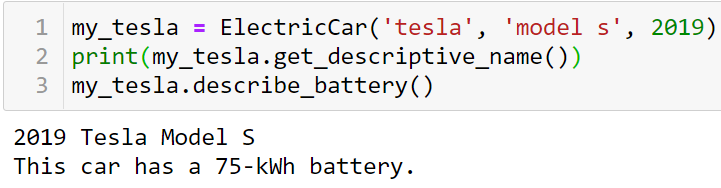 1 my_tesla = ElectricCar('tesla', 'model s', 2019)
2 print(my_tesla.get_descriptive_name())
3 my_tesla.describe_battery()
2019 Tesla Model S
This car has a 75-kWh battery.